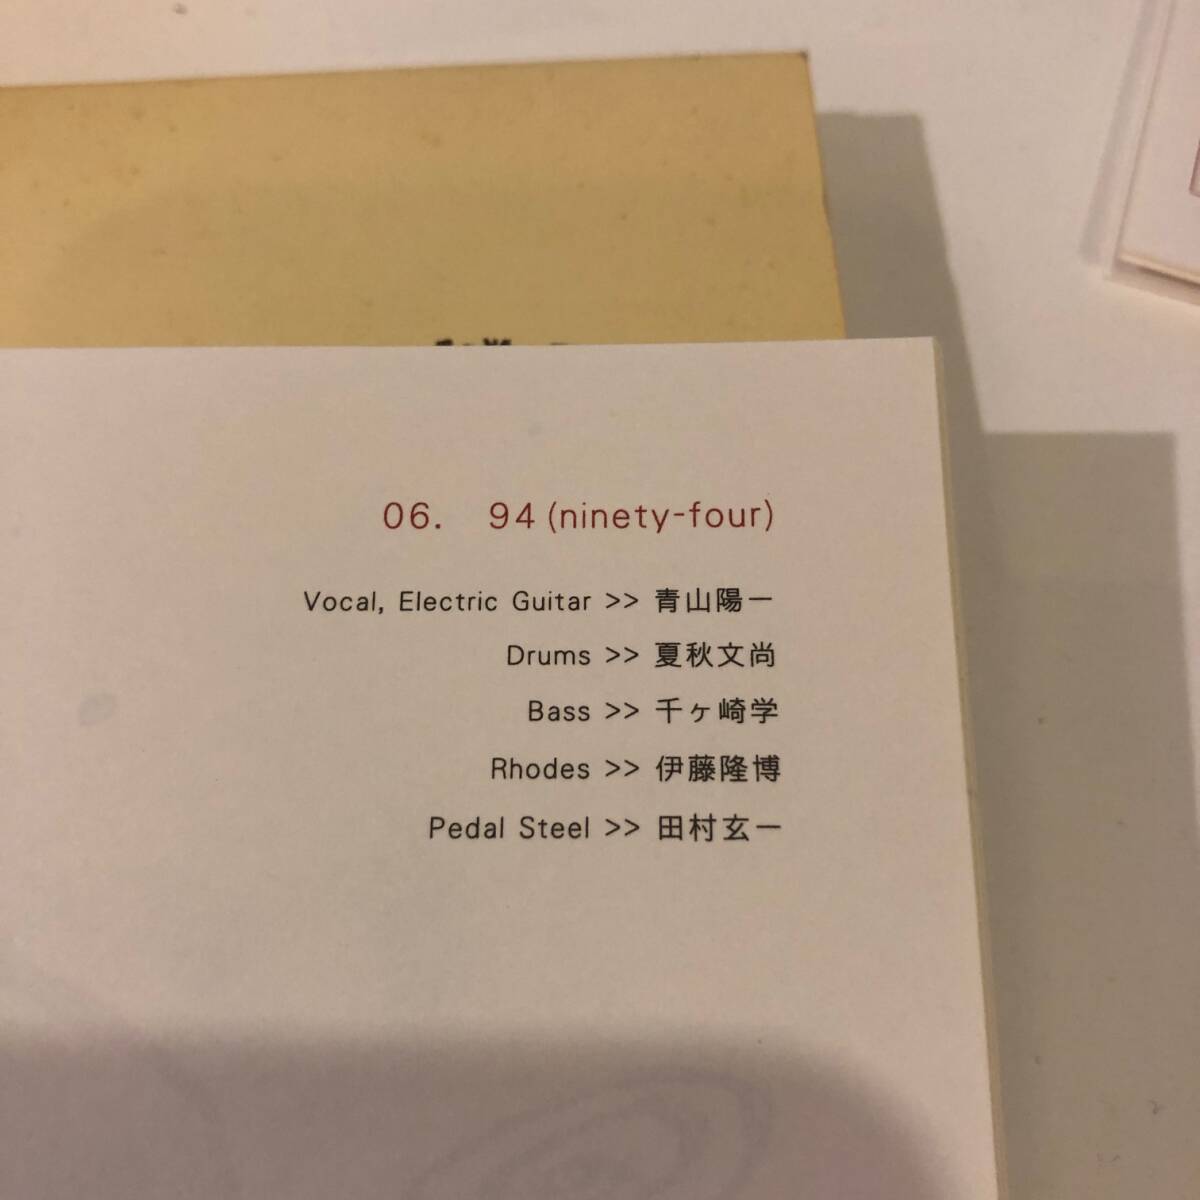 06. 94(ninety-four)
Vocal, Electric Guitar >> 青山陽一
Drums >> 夏秋文尚
Bass >> 千ヶ崎学
Rhodes >> 伊藤隆博
Pedal Steel >> 田村玄一